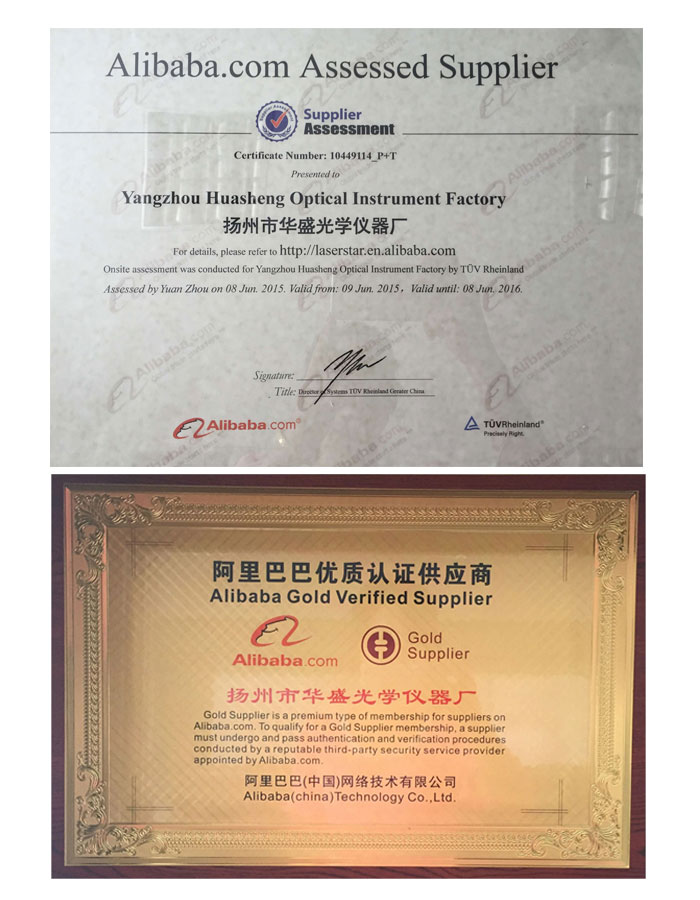 Alibaba.com Assessed Supplier
Supplier
Assessment
Certificate Number: 10449114_P+T
Presented to
Yangzhou Huasheng Optical Instrument Factory
扬州市华盛光学仪器厂
For details, please refer to http://laserstar.en.alibaba.com
Onsite assessment was conducted for Yangzhou Huasheng Optical Instrument Factory by TÜV Rheinland
Assessed by Yuan Zhou on 08 Jun. 2015. Valid from: 09 Jun. 2015，Valid until: 08 Jun. 2016.
Signature:
Title: Director of Systems TÜV Rheinland Greater China
Alibaba.com®
TÜVRheinland®
Precisely Right.
阿里巴巴优质认证供应商
Alibaba Gold Verified Supplier
Alibaba.com
Gold
Supplier
扬州市华盛光学仪器厂
Gold Supplier is a premium type of membership for suppliers on
Alibaba.com. To qualify for a Gold Supplier membership, a supplier
must undergo and pass authentication and verification procedures
conducted by a reputable third-party security service provider
appointed by Alibaba.com.
阿里巴巴(中国)网络技术有限公司
Alibaba(china)Technology Co.,Ltd.